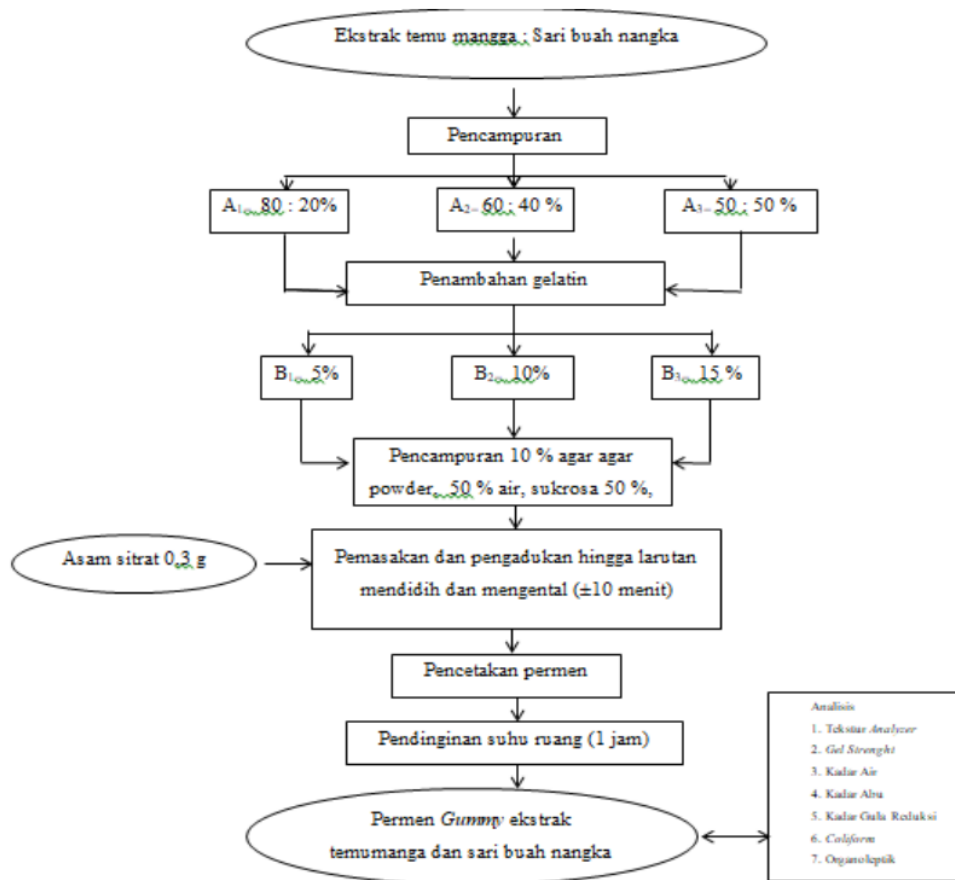 Ekstrak temu mangga ; Sari buah nangka
Pencampuran
A1= 80 : 20%
A2= 60 : 40 %
A3= 50 : 50 %
Penambahan gelatin
B1= 5%
B2= 10%
B3= 15 %
Pencampuran 10 % agar agar
powder, 50 % air, sukrosa 50 %,
Asam sitrat 0,3 g
Pemasakan dan pengadukan hingga larutan
mendidih dan mengental (±10 menit)
Pencetakan permen
Pendinginan suhu ruang (1 jam)
Permen Gummy ekstrak
temumanga dan sari buah nangka
Analisis
1. Tekstur Analyzer
2. Gel Strenght
3. Kadar Air
4. Kadar Abu
5. Kadar Gula Reduksi
6. Coliform
7. Organoleptik